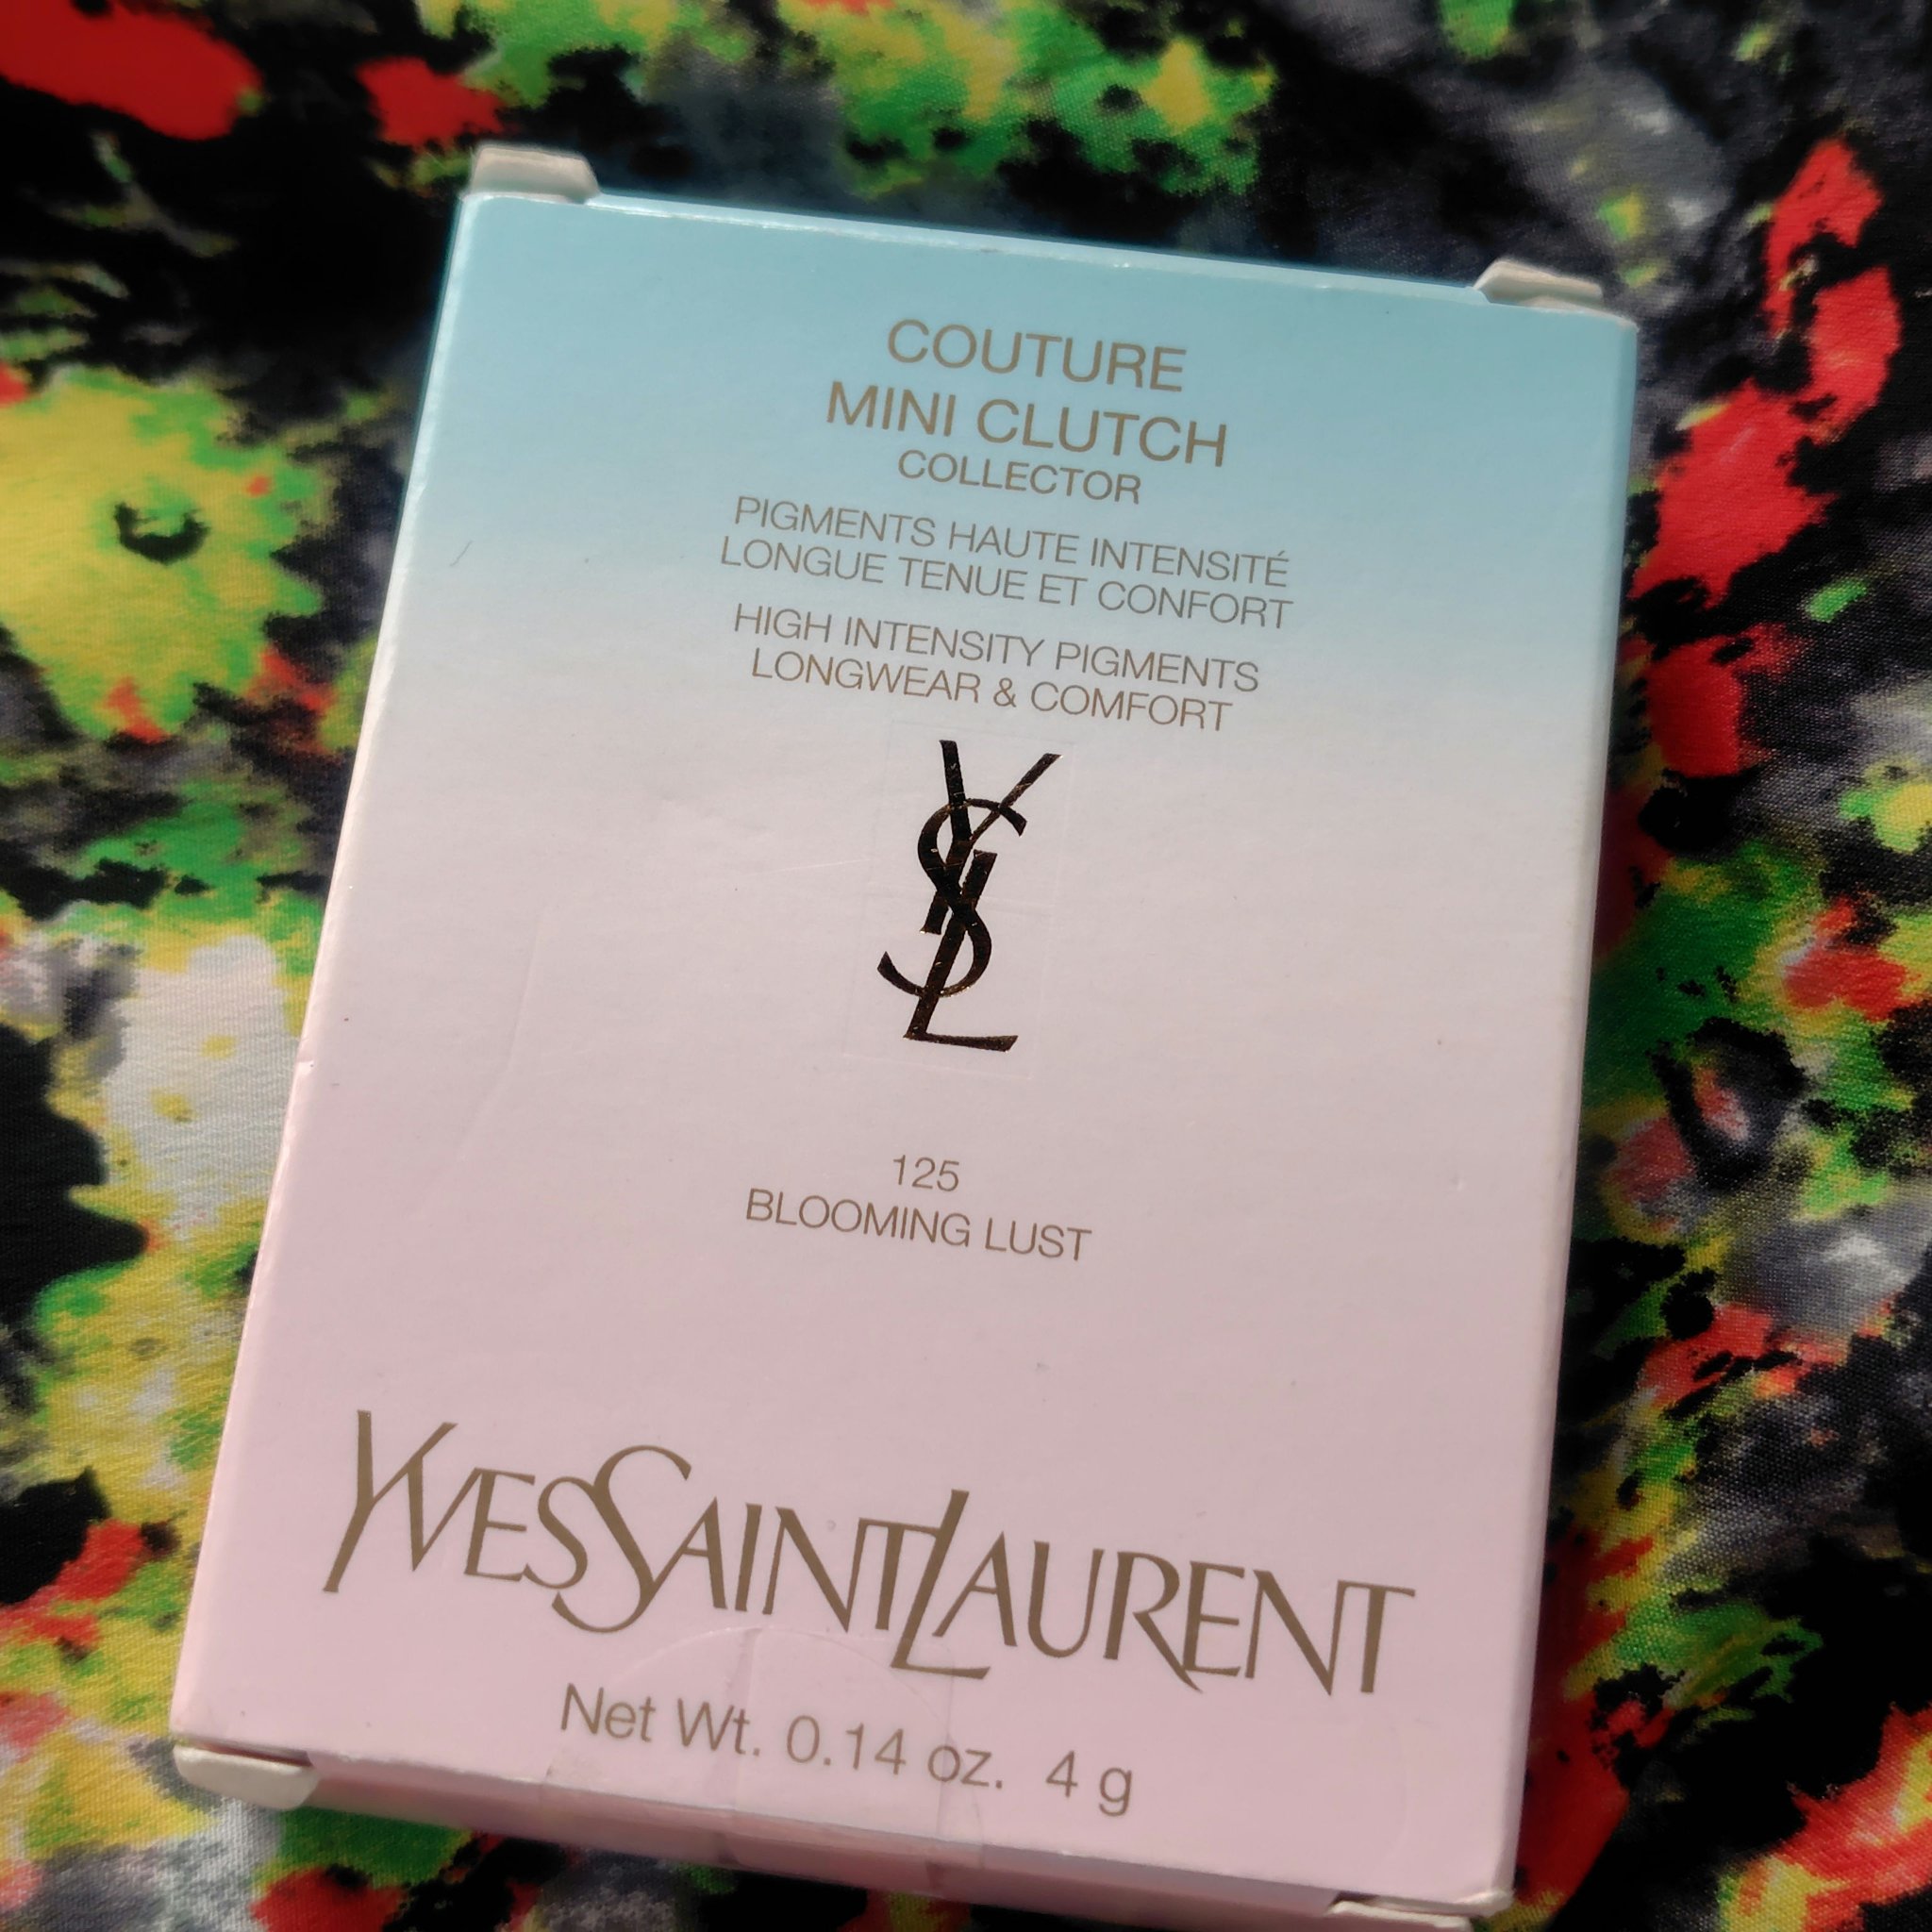 COUTURE
MINI CLUTCH
COLLECTOR
PIGMENTS HAUTE INTENSITÉ
LONGUE TENUE ET CONFORT
HIGH INTENSITY PIGMENTS
LONGWEAR & COMFORT
YSL
125
BLOOMING LUST
YVESSAINTLAURENT
Net Wt. 0.14 oz. 4 g